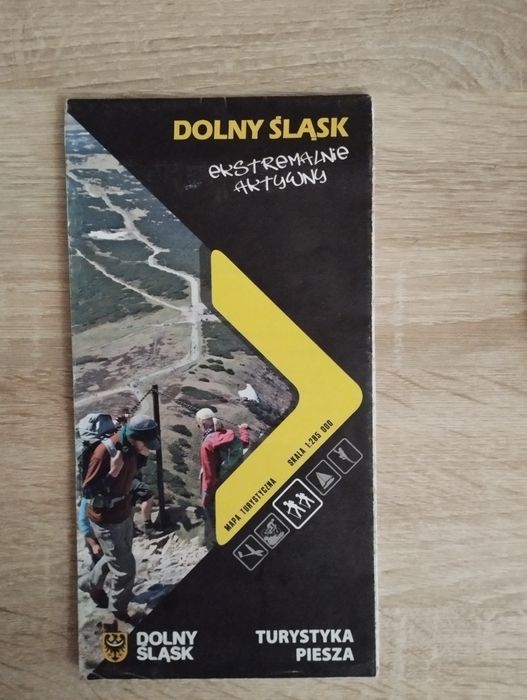 DOLNY ŚLĄSK
EKSTREMALNIE
AKTYWNY
MAPA TURYSTYCZNA SKALA 1:285 000
DOLNY
ŚLĄSK
TURYSTYKA
PIESZA